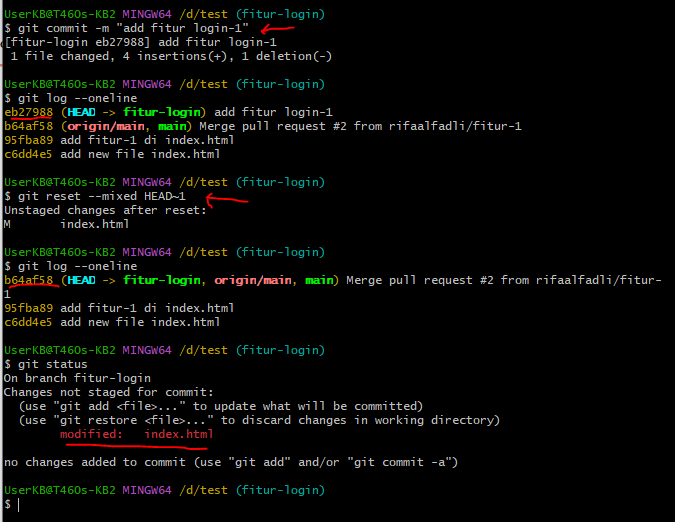 UserKB@T460s-KB2 MINGW64 /d/test (fitur-login)
$ git commit -m "add fitur login-1"
[fitur-login eb27988] add fitur login-1
 1 file changed, 4 insertions(+), 1 deletion(-)

UserKB@T460s-KB2 MINGW64 /d/test (fitur-login)
$ git log --oneline
eb27988 (HEAD -> fitur-login) add fitur login-1
b64af58 (origin/main, main) Merge pull request #2 from rifaalfadli/fitur-1
95fba89 add fitur-1 di index.html
c6dd4e5 add new file index.html

UserKB@T460s-KB2 MINGW64 /d/test (fitur-login)
$ git reset --mixed HEAD~1
Unstaged changes after reset:
M       index.html

UserKB@T460s-KB2 MINGW64 /d/test (fitur-login)
$ git log --oneline
b64af58 (HEAD -> fitur-login, origin/main, main) Merge pull request #2 from rifaalfadli/fitur-
1
95fba89 add fitur-1 di index.html
c6dd4e5 add new file index.html

UserKB@T460s-KB2 MINGW64 /d/test (fitur-login)
$ git status
On branch fitur-login
Changes not staged for commit:
  (use "git add <file>..." to update what will be committed)
  (use "git restore <file>..." to discard changes in working directory)
        modified:   index.html

no changes added to commit (use "git add" and/or "git commit -a")

UserKB@T460s-KB2 MINGW64 /d/test (fitur-login)
$